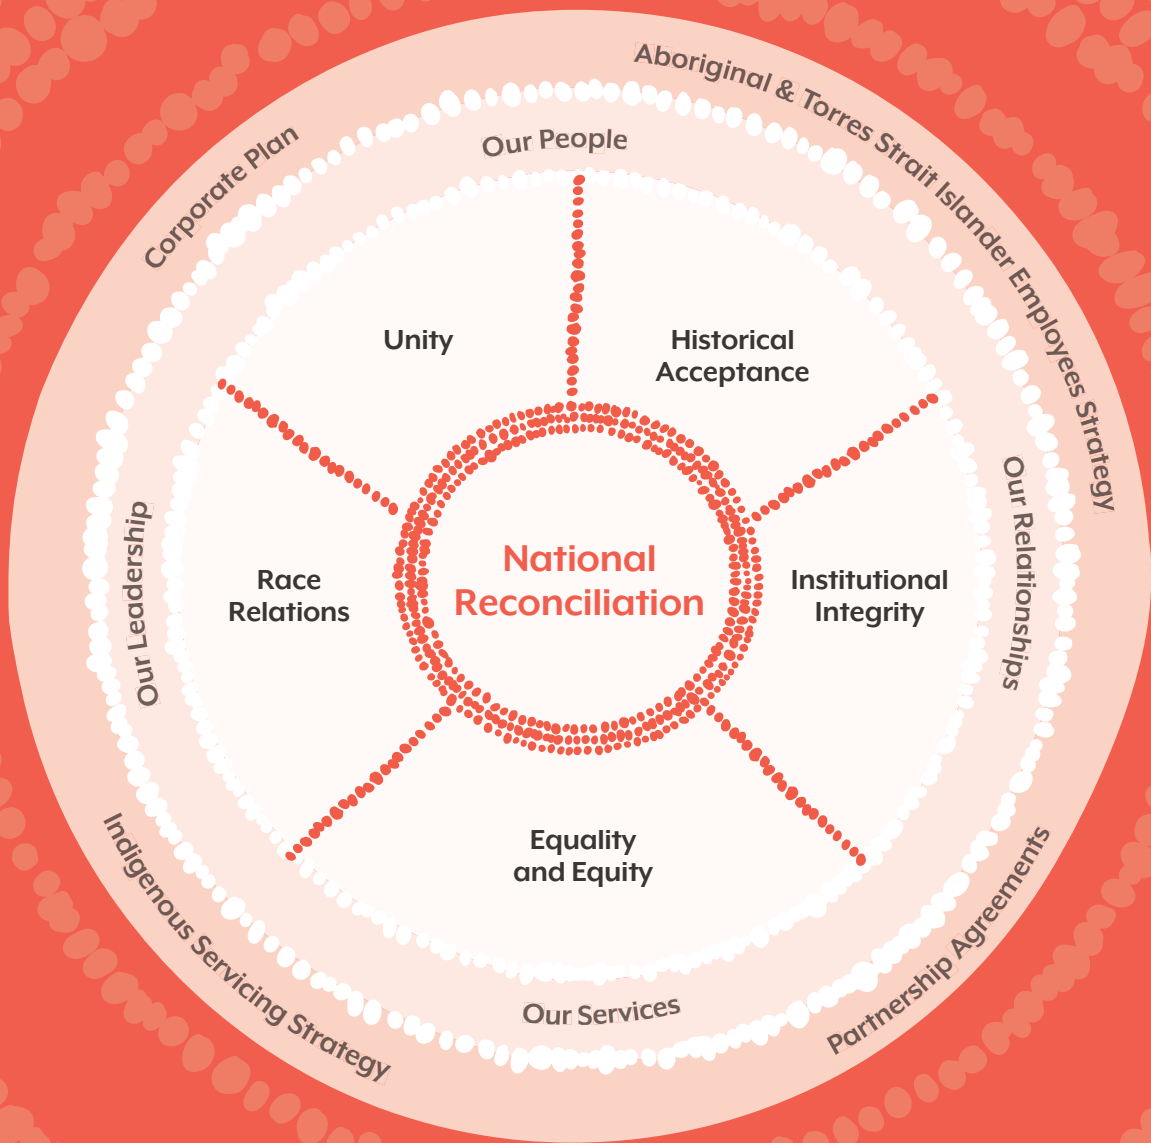 Aboriginal & Torres Strait Islander Employees Strategy
Corporate Plan
Our People
Unity
Historical
Acceptance
Our Leadership
Our Relationships
National
Reconciliation
Race
Relations
Institutional
Integrity
Equality
and Equity
Indigenous Servicing Strategy
Partnership Agreements
Our Services